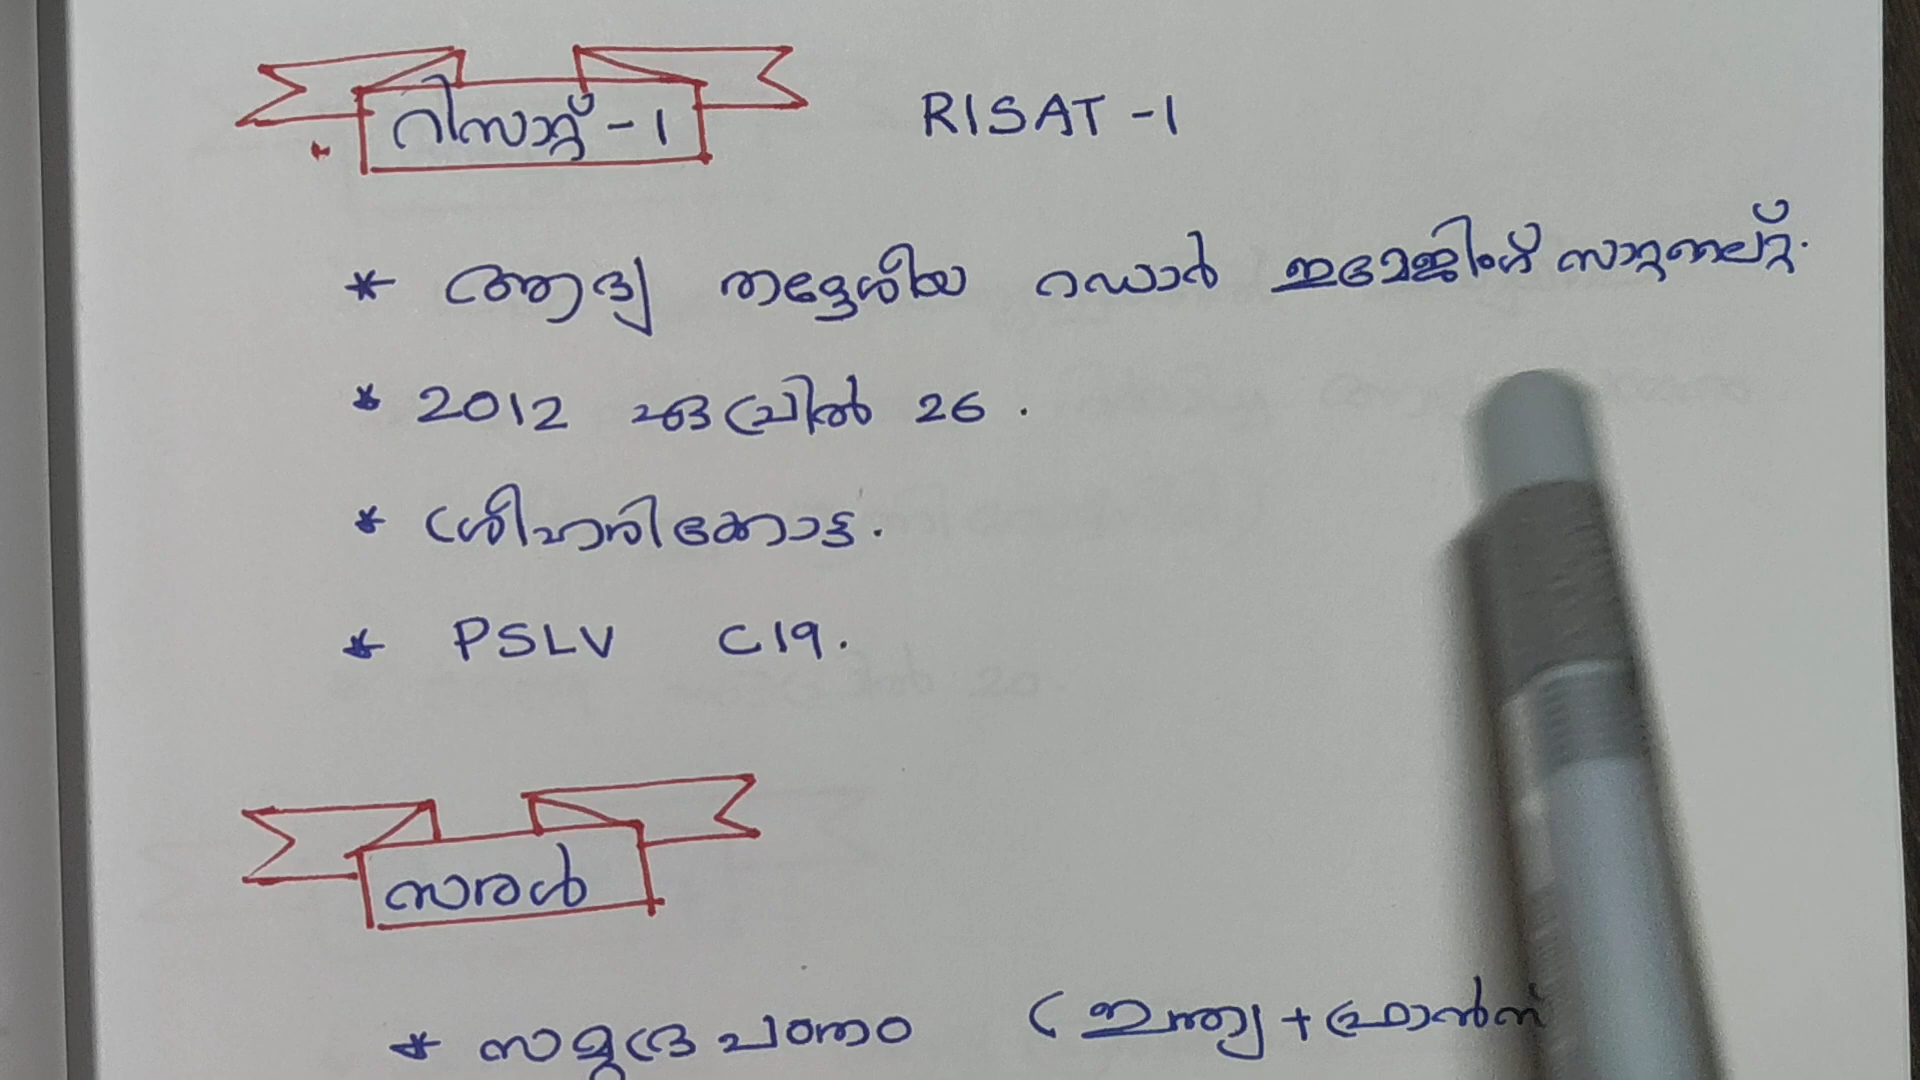 റിസാറ്റ് - 1 RISAT - 1
* ആദ്യ തദ്ദേശീയ റഡാർ ഇമേജിംഗ് സാറ്റലൈറ്റ്.
* 2012 ഏപ്രിൽ 26 .
* ശ്രീഹരിക്കോട്ട.
* PSLV C19.
സരൾ
* സമുദ്ര പഠനം ( ഇന്ത്യ + ഫ്രാൻസ്